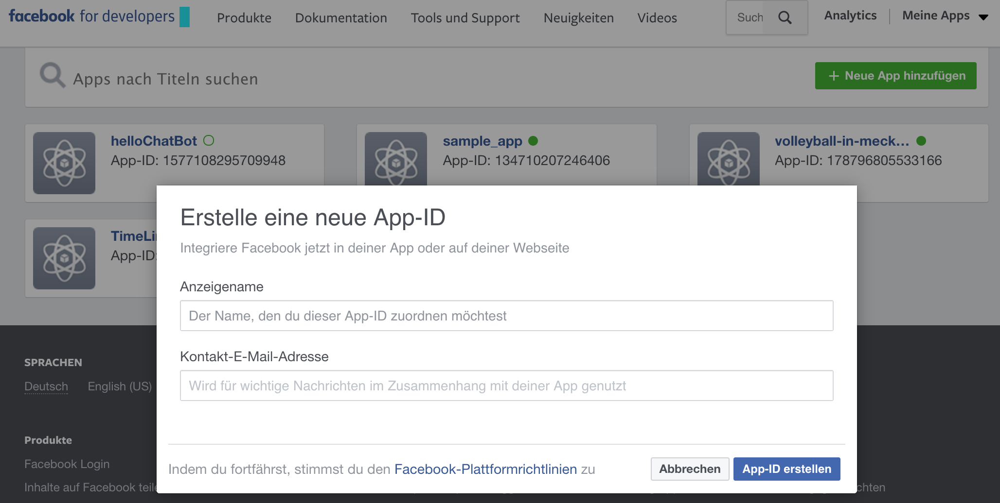 facebook for developers
Produkte
Dokumentation
Tools und Support
Neuigkeiten
Videos
Such
Analytics
Meine Apps
Apps nach Titeln suchen
+ Neue App hinzufügen
helloChatBot
App-ID: 1577108295709948
sample_app
App-ID: 134710207246406
volleyball-in-meck...
App-ID: 178796805533166
TimeLi
App-ID:
Erstelle eine neue App-ID
Integriere Facebook jetzt in deiner App oder auf deiner Webseite
Anzeigename
Der Name, den du dieser App-ID zuordnen möchtest
Kontakt-E-Mail-Adresse
Wird für wichtige Nachrichten im Zusammenhang mit deiner App genutzt
Indem du fortfährst, stimmst du den Facebook-Plattformrichtlinien zu
Abbrechen
App-ID erstellen
SPRACHEN
Deutsch
English (US)
Produkte
Facebook Login
Inhalte auf Facebook teile
chten